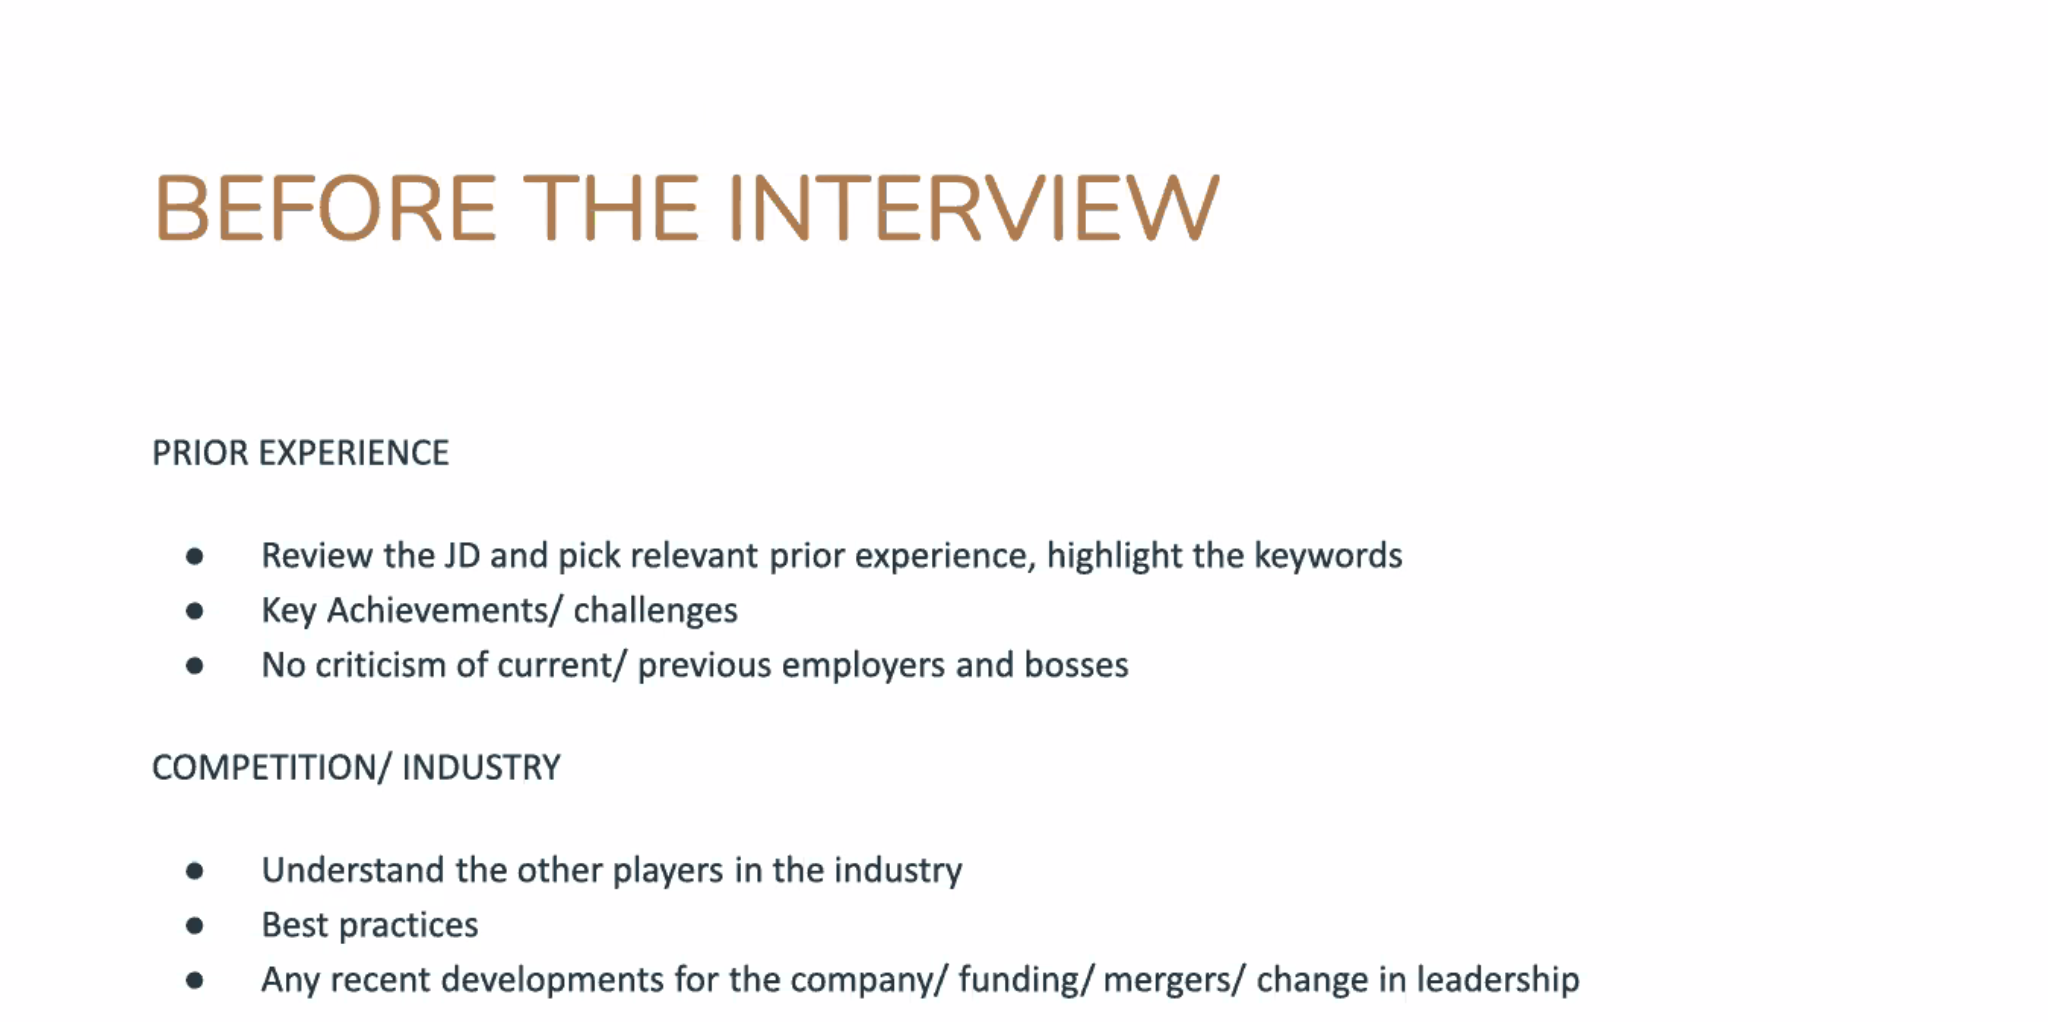 BEFORE THE INTERVIEW
PRIOR EXPERIENCE
● Review the JD and pick relevant prior experience, highlight the keywords
● Key Achievements/ challenges
● No criticism of current/ previous employers and bosses
COMPETITION/ INDUSTRY
● Understand the other players in the industry
● Best practices
● Any recent developments for the company/ funding/ mergers/ change in leadership